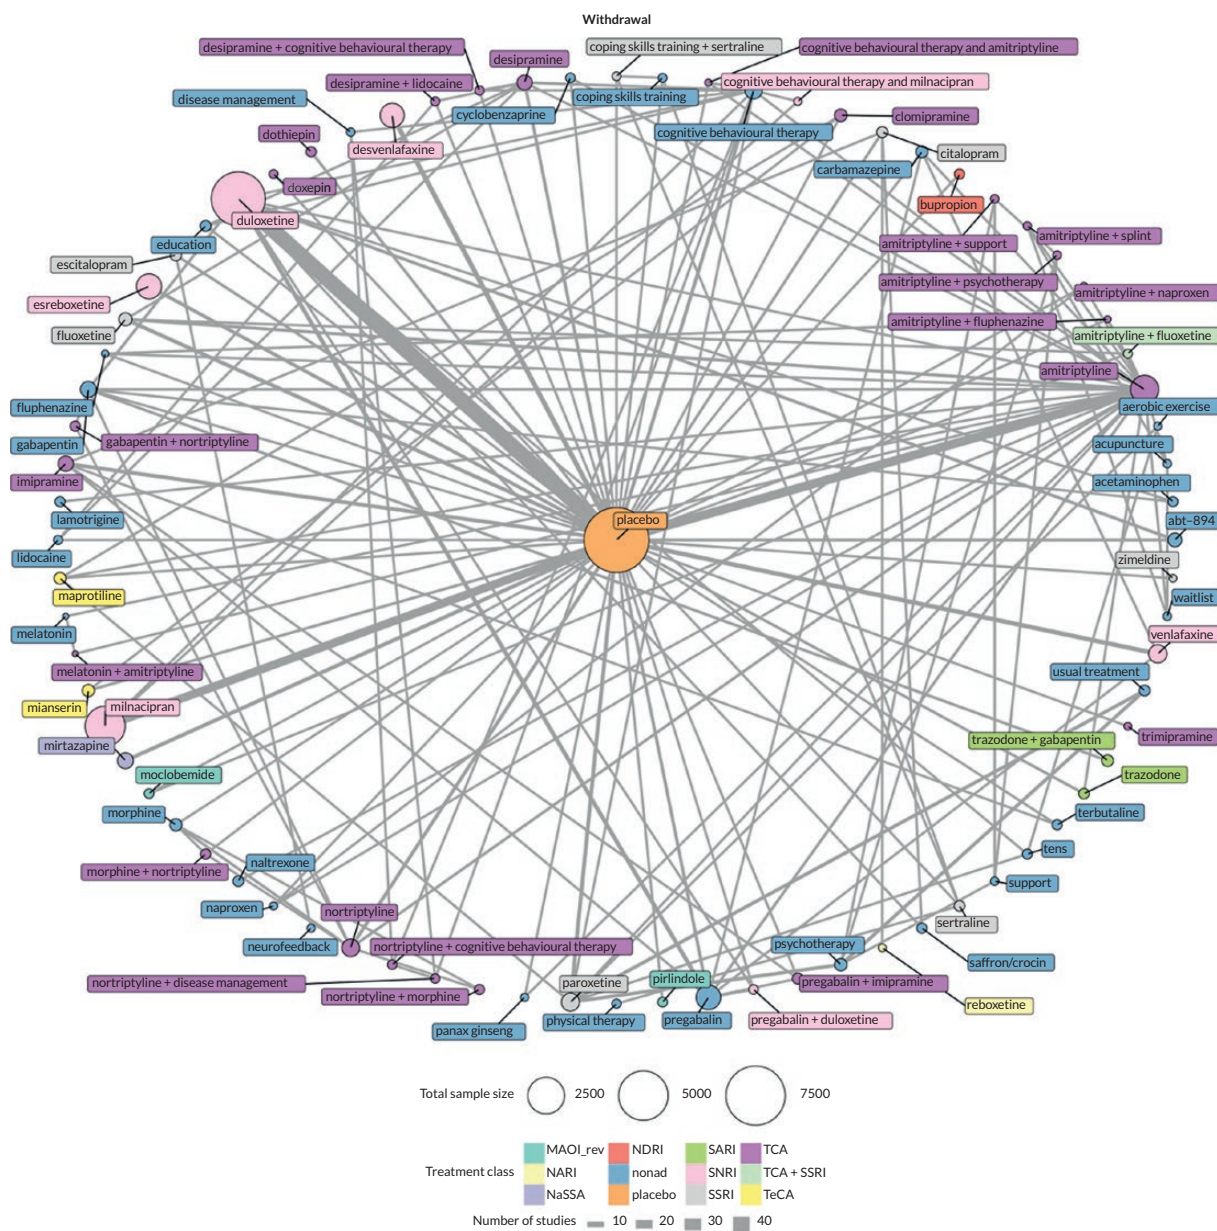 Withdrawal
desipramine + cognitive behavioural therapy
coping skills training + sertraline
cognitive behavioural therapy and amitriptyline
desipramine
desipramine + lidocaine
cognitive behavioural therapy and milnacipran
disease management
coping skills training
cyclobenzaprine
clomipramine
dothiepin
cognitive behavioural therapy
desvenlafaxine
citalopram
carbamazepine
doxepin
bupropion
duloxetine
amitriptyline + splint
education
amitriptyline + support
escitalopram
amitriptyline + psychotherapy
amitriptyline + naproxen
esreboxetine
amitriptyline + fluphenazine
fluoxetine
amitriptyline + fluoxetine
amitriptyline
fluphenazine
aerobic exercise
gabapentin
gabapentin + nortriptyline
acupuncture
imipramine
acetaminophen
lamotrigine
placebo
abt–894
lidocaine
zimeldine
maprotiline
waitlist
melatonin
venlafaxine
melatonin + amitriptyline
usual treatment
mianserin
milnacipran
mirtazapine
trazodone + gabapentin
trimipramine
moclobemide
trazodone
morphine
terbutaline
tens
naltrexone
morphine + nortriptyline
support
naproxen
nortriptyline
sertraline
neurofeedback
nortriptyline + cognitive behavioural therapy
psychotherapy
saffron/crocin
nortriptyline + disease management
paroxetine
pirlindole
pregabalin + imipramine
nortriptyline + morphine
reboxetine
panax ginseng
physical therapy
pregabalin
pregabalin + duloxetine
Total sample size
2500
5000
7500
Treatment class
MAOI_rev
NDRI
SARI
TCA
NARI
nonad
SNRI
TCA + SSRI
NaSSA
placebo
SSRI
TeCA
Number of studies
10
20
30
40